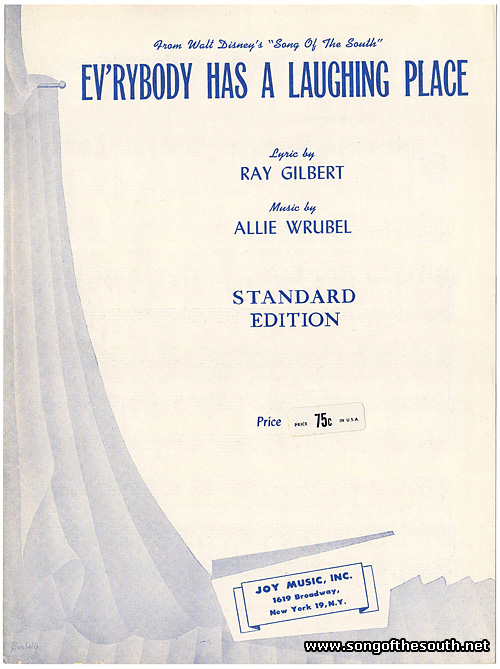 From Walt Disney's "Song Of The South"
EV'RYBODY HAS A LAUGHING PLACE
Lyric by
RAY GILBERT
Music by
ALLIE WRUBEL
STANDARD
EDITION
Price PRICE 75c IN U.S.A.
JOY MUSIC, INC.
1619 Broadway,
New York 19, N.Y.
www.songofthesouth.net